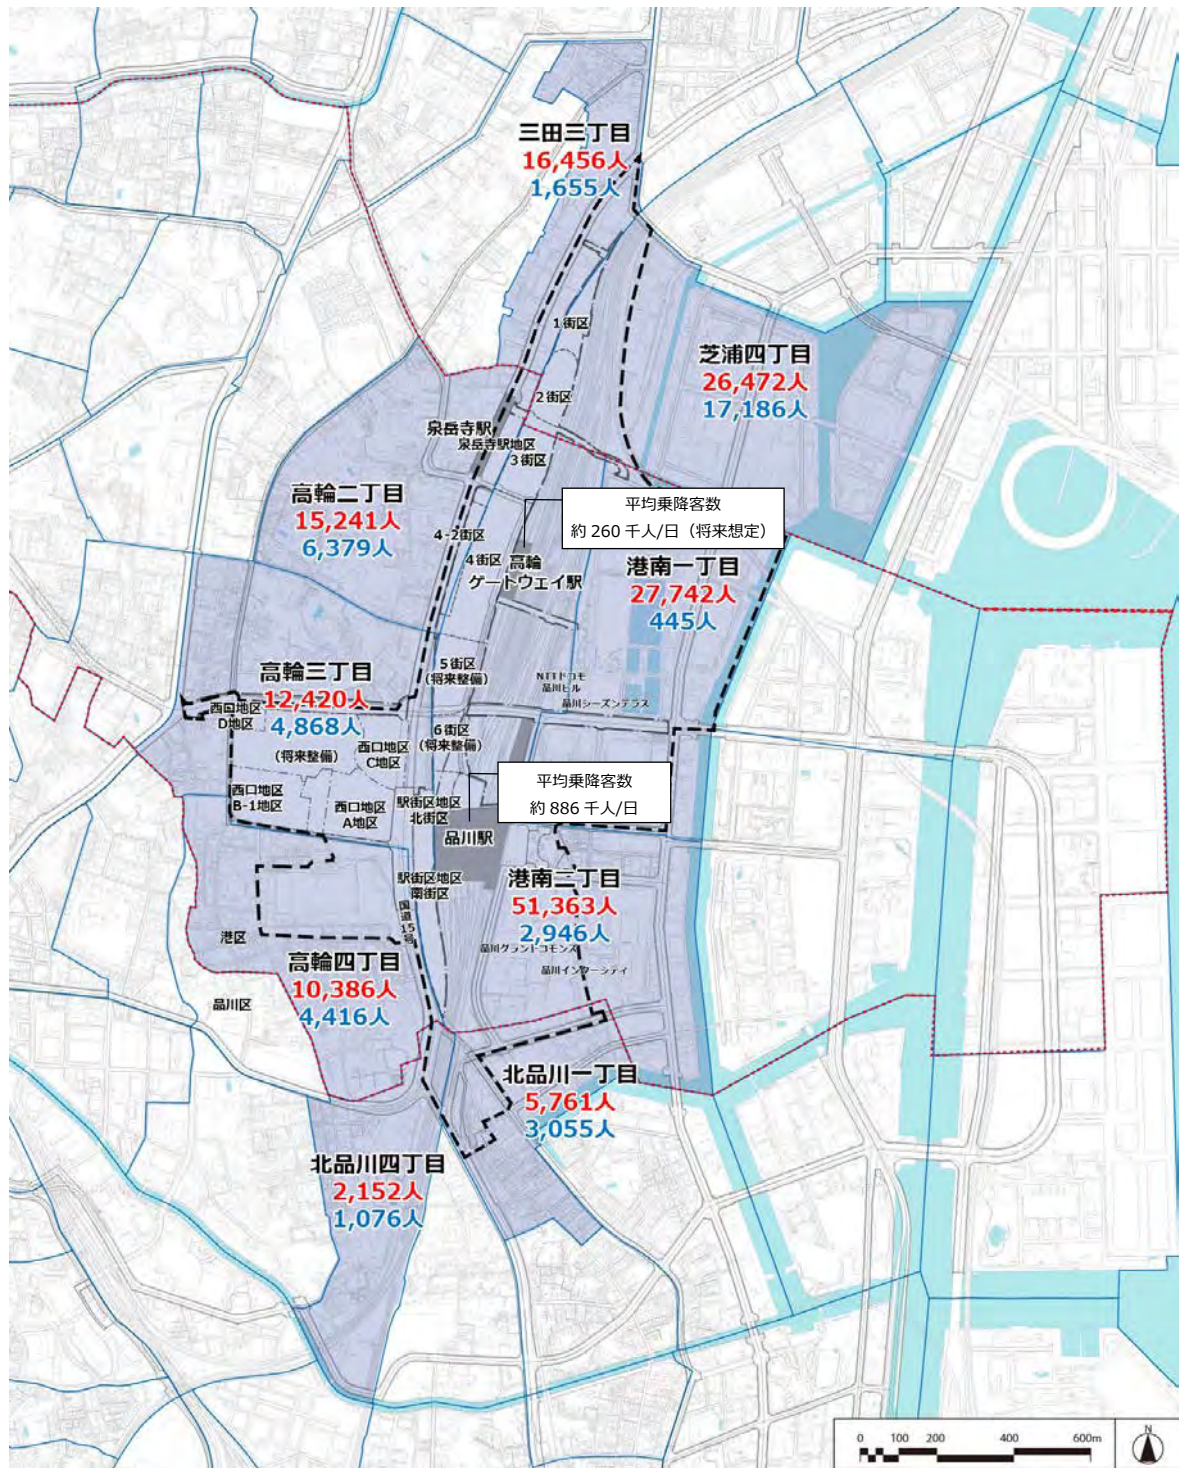 三田三丁目
16,456人
1,655人
1街区
芝浦四丁目
26,472人
17,186人
2街区
泉岳寺駅
泉岳寺駅地区
3街区
高輪二丁目
15,241人
6,379人
平均乗降客数
約 260 千人/日（将来想定）
4-2街区
4街区
高輪
ゲートウェイ駅
港南一丁目
27,742人
445人
5街区
（将来整備）
高輪三丁目
12,420人
4,868人
（将来整備）
NTTドコモ
品川ビル
品川シーズンテラス
西口地区
D地区
6街区
（将来整備）
西口地区
C地区
平均乗降客数
約 886 千人/日
西口地区
B-1地区
西口地区
A地区
駅街区地区
北街区
品川駅
駅街区地区
南街区
港南二丁目
51,363人
2,946人
国道15号
港区
品川グランドコモンズ
品川インターシティ
高輪四丁目
10,386人
4,416人
品川区
北品川一丁目
5,761人
3,055人
北品川四丁目
2,152人
1,076人
0 100 200 400 600m
N